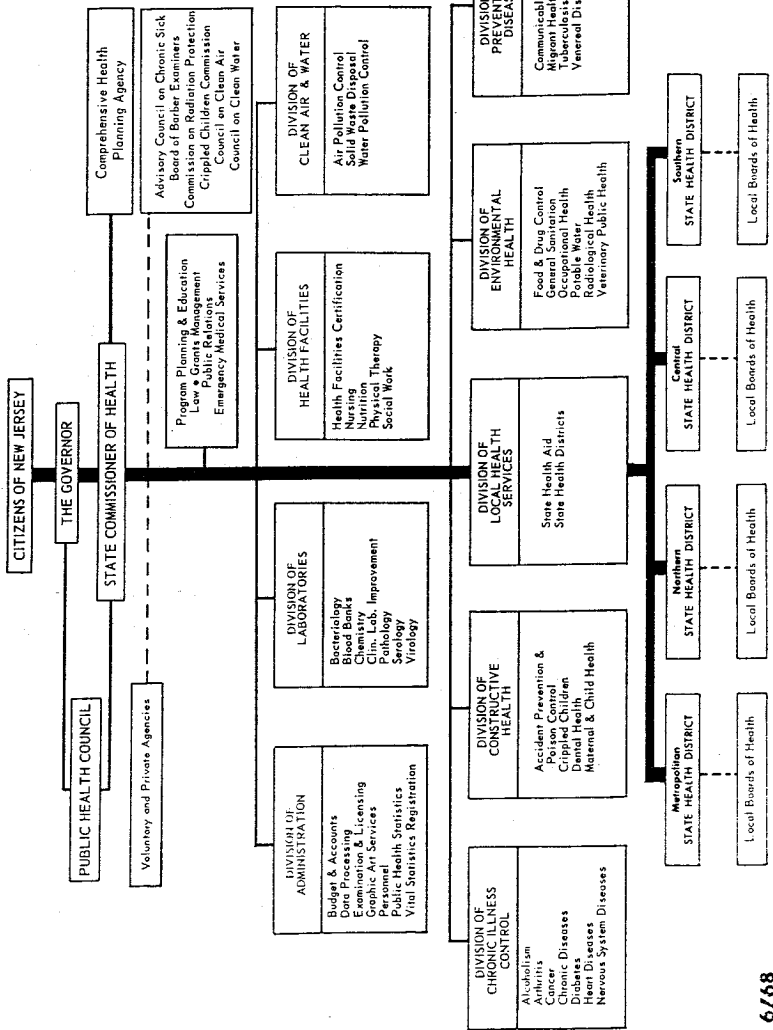 CITIZENS OF NEW JERSEY
THE GOVERNOR
PUBLIC HEALTH COUNCIL
STATE COMMISSIONER OF HEALTH
Comprehensive Health
Planning Agency
Voluntary and Private Agencies
Advisory Council on Chronic Sick
Board of Barber Examiners
Commission on Radiation Protection
Crippled Children Commission
Council on Clean Air
Council on Clean Water
Program Planning & Education
Law • Grants Management
Public Relations
Emergency Medical Services
DIVISION OF
ADMINISTRATION
Budget & Accounts
Data Processing
Examination & Licensing
Graphic Art Services
Personnel
Public Health Statistics
Vital Statistics Registration
DIVISION OF
LABORATORIES
Bacteriology
Blood Banks
Chemistry
Clin. Lab. Improvement
Pathology
Serology
Virology
DIVISION OF
HEALTH FACILITIES
Health Facilities Certification
Nursing
Nutrition
Physical Therapy
Social Work
DIVISION OF
CLEAN AIR & WATER
Air Pollution Control
Solid Waste Disposal
Water Pollution Control
DIVISION OF
CHRONIC ILLNESS
CONTROL
Alcoholism
Arthritis
Cancer
Chronic Diseases
Diabetes
Heart Diseases
Nervous System Diseases
DIVISION OF
CONSTRUCTIVE
HEALTH
Accident Prevention &
Poison Control
Crippled Children
Dental Health
Maternal & Child Health
DIVISION OF
LOCAL HEALTH
SERVICES
State Health Aid
State Health Districts
DIVISION OF
ENVIRONMENTAL
HEALTH
Food & Drug Control
General Sanitation
Occupational Health
Potable Water
Radiological Health
Veterinary Public Health
DIVISION
PREVENT
DISEAS
Communicabl
Migrant Healt
Tuberculosis
Venereal Dis
Metropolitan
STATE HEALTH DISTRICT
Northern
STATE HEALTH DISTRICT
Central
STATE HEALTH DISTRICT
Southern
STATE HEALTH DISTRICT
Local Boards of Health
Local Boards of Health
Local Boards of Health
Local Boards of Health
6/68